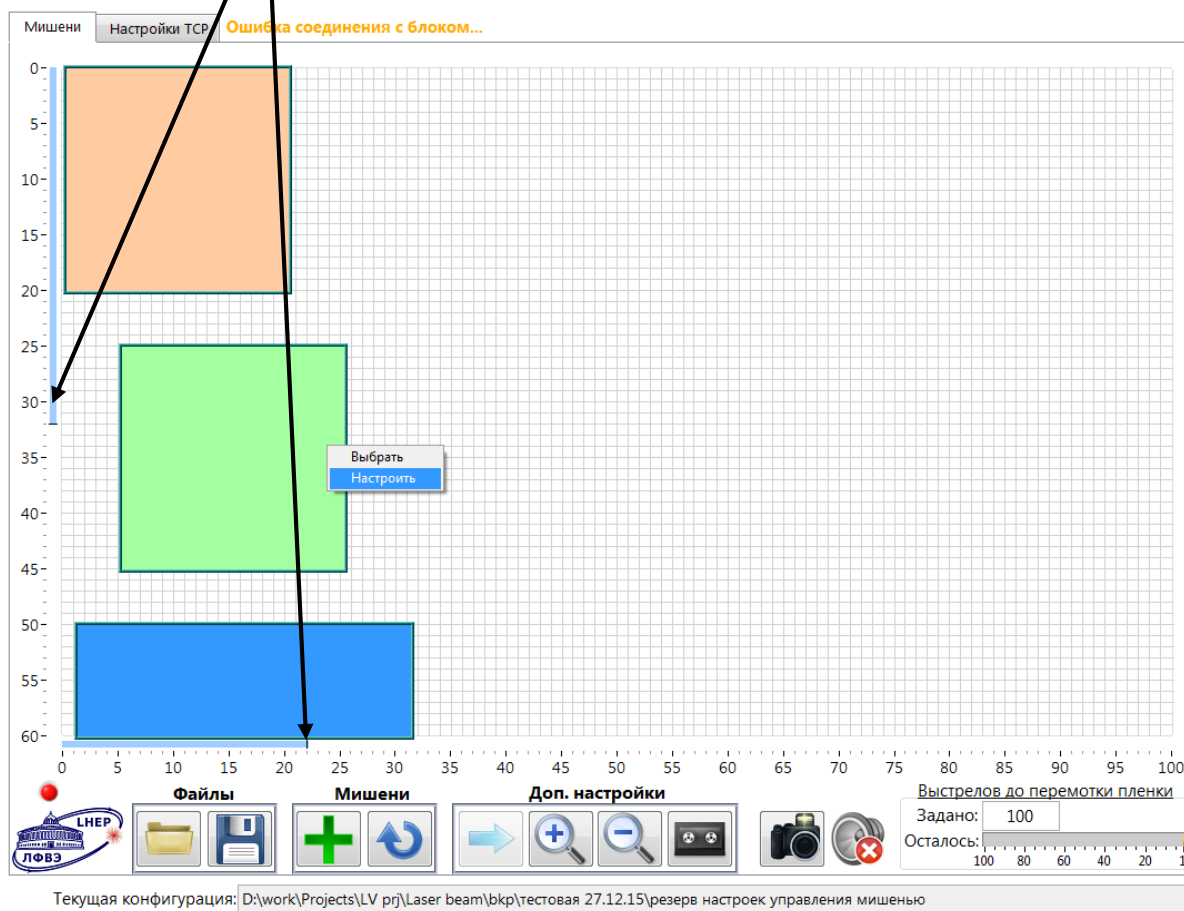 Мишени Настройки TCP Ошибка соединения с блоком...
0
5
10
15
20
25
30
35
40
45
50
55
60
Выбрать
Настроить
0 5 10 15 20 25 30 35 40 45 50 55 60 65 70 75 80 85 90 95 100
LHEP
ЛФВЭ
Файлы Мишени Доп. настройки
Выстрелов до перемотки пленки
Задано: 100
Осталось:
100 80 60 40 20
Текущая конфигурация: D:\work\Projects\LV prj\Laser beam\bkp\тестовая 27.12.15\резерв настроек управления мишенью